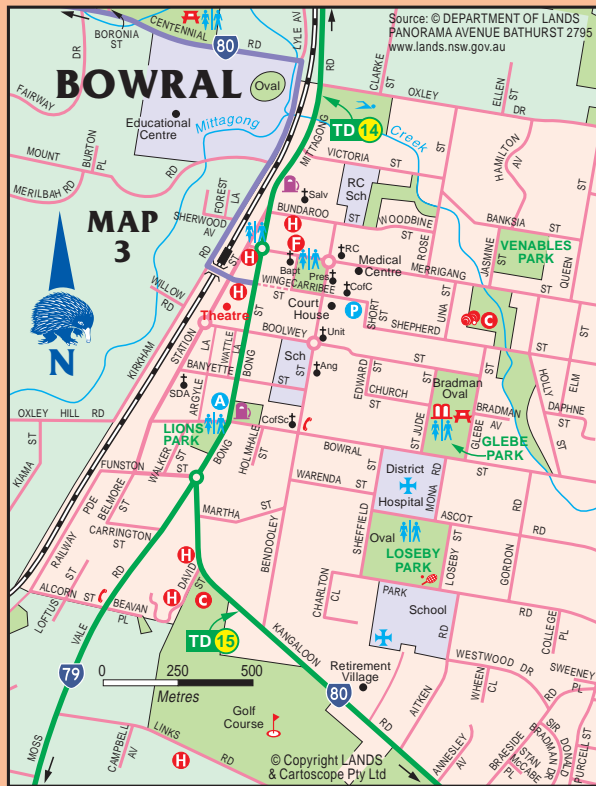 Source: © DEPARTMENT OF LANDS
PANORAMA AVENUE BATHURST 2795
www.lands.nsw.gov.au
CENTENNIAL
RD
BORONIA
ST
80
LYLE AV
RD
DR
CLARKE
ST
OXLEY
DR
ELLEN
ST
BOWRAL
Oval
FAIRWAY
Educational
Centre
Mittagong
Creek
TD 14
MITTAGONG
HAMILTON
AV
MOUNT
RD
BURTON
PL
VICTORIA
ST
ST
MERILBAH RD
RC
Sch
Salv
FOREST
LA
SHERWOOD
AV
BUNDAROO
ST
WOODBINE
ST
BANKSIA
ST
MAP
3
H
F
ROSE
ST
JASMINE
ST
VENABLES
PARK
QUEEN
ST
RD
ST
H
RC
Bapt
Pres
Medical
Centre
MERRIGANG
ST
WINGECARRIBEE
CofC
WILLOW
RD
H
Theatre
ST
Court
House
P
SHORT
ST
SHEPHERD
ST
UNA
ST
C
N
KIRKHAM
STATION
LA
WATTLE
LA
BOOLWEY
ST
Unit
BANYETTE
ST
BONG
Sch
ST
Ang
EDWARD
ST
CHURCH
ST
Bradman
Oval
HOLLY
ST
ELM
ST
SDA
ARGYLE
A
DAPHNE
ST
BRADMAN
AV
OXLEY HILL RD
LIONS
PARK
CofSc
ST JUDE
GLEBE
GLEBE
PARK
KIAMA
ST
FUNSTON
ST
WALKER
ST
BONG
HOLMHALE
ST
BOWRAL
ST
WARENDA
ST
District
Hospital
MONA RD
RD
PDE
BELMORE
ST
MARTHA
ST
SHEFFIELD
ASCOT
RD
RAILWAY
CARRINGTON
ST
BENDOOLEY
Oval
LOSEBY
PARK
LOSEBY ST
GORDON
RD
H
DAVID
ST
CHARLTON
CL
PARK
RD
School
LOFTUS
ST
ALCORN ST
BEAVAN
PL
RD
H
C
COLLEGE
PL
VALE
TD 15
KANGALOON
RD
WESTWOOD DR
SWEENEY
PL
79
0 250 500
Metres
80
Retirement
Village
AITKEN
RD
WHEEN
CL
RD
MOSS
CAMPBELL
AV
LINKS
RD
H
Golf
Course
ANNESLEY
AV
BRAESIDE
PL
STAN
McCABE
PL
SIR
DONALD
BRADMAN DR
PURCELL ST
© Copyright LANDS
& Cartoscope Pty Ltd